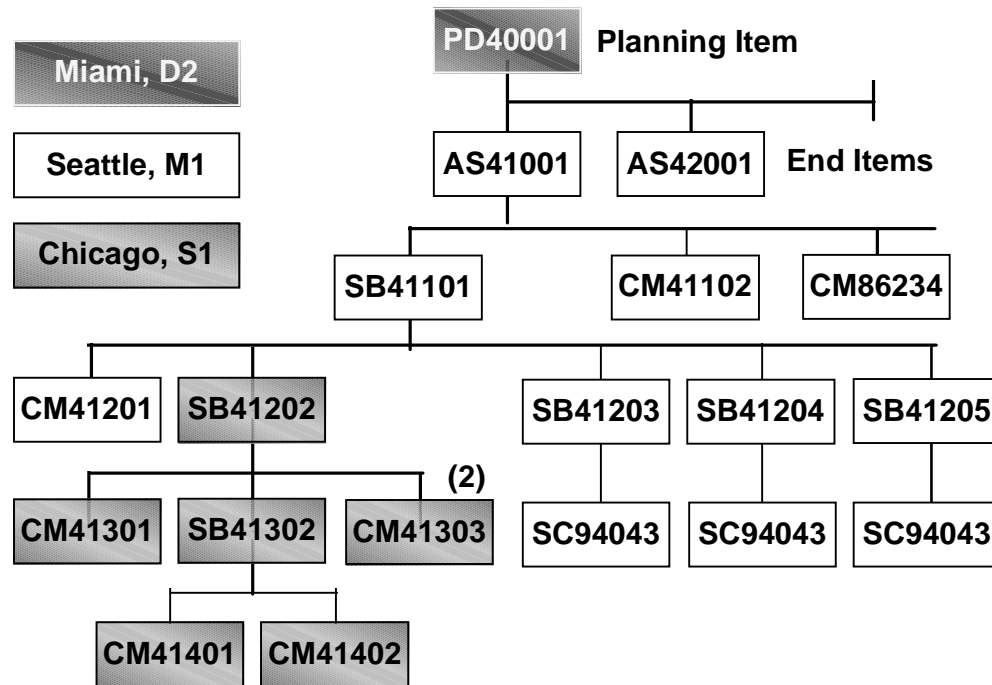 PD40001 Planning Item
Miami, D2
Seattle, M1
AS41001 AS42001 End Items
Chicago, S1
SB41101 CM41102 CM86234
CM41201 SB41202 SB41203 SB41204 SB41205
(2)
CM41301 SB41302 CM41303 SC94043 SC94043 SC94043
CM41401 CM41402